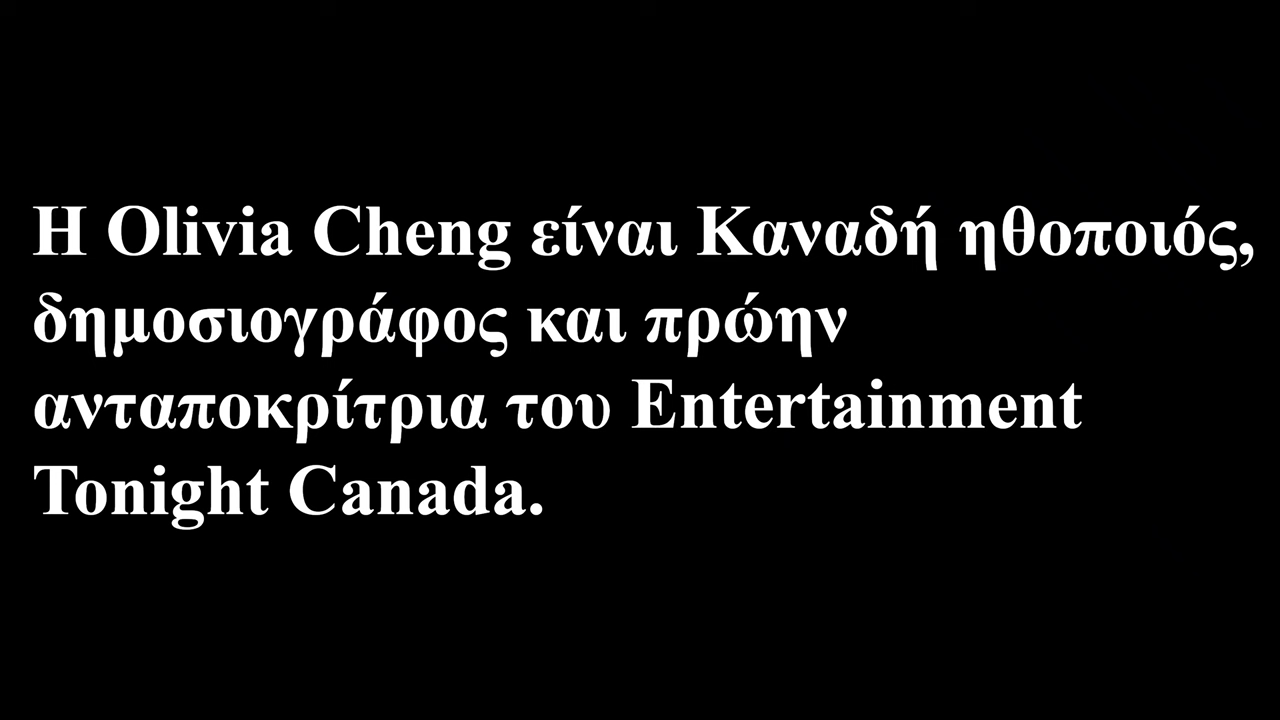 Η Olivia Cheng είναι Καναδή ηθοποιός,
δημοσιογράφος και πρώην
ανταποκρίτρια του Entertainment
Tonight Canada.